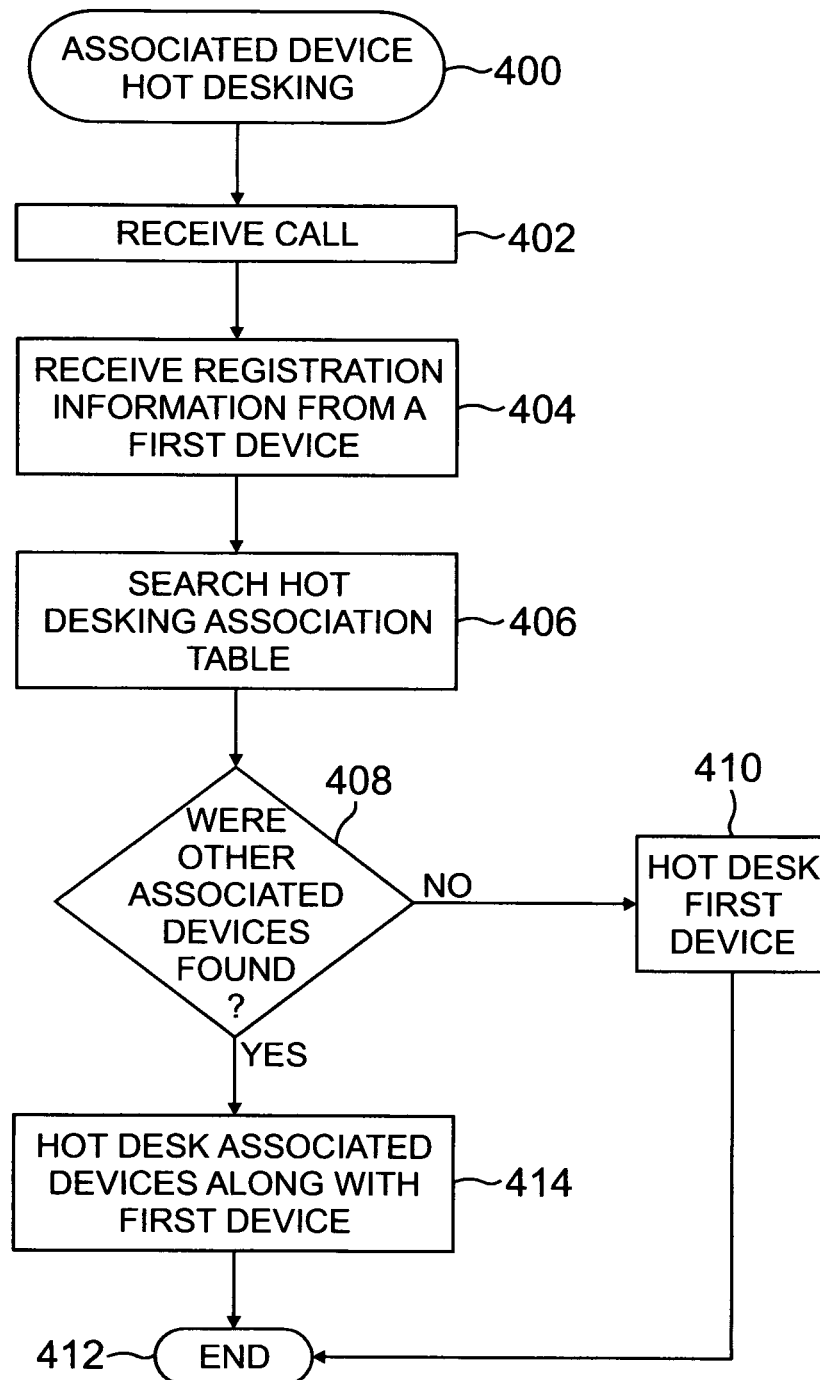 ASSOCIATED DEVICE
HOT DESKING
400
RECEIVE CALL
402
RECEIVE REGISTRATION
INFORMATION FROM A
FIRST DEVICE
404
SEARCH HOT
DESKING ASSOCIATION
TABLE
406
408
WERE
OTHER
ASSOCIATED
DEVICES
FOUND
?
NO
410
HOT DESK
FIRST
DEVICE
YES
HOT DESK ASSOCIATED
DEVICES ALONG WITH
FIRST DEVICE
414
412
END